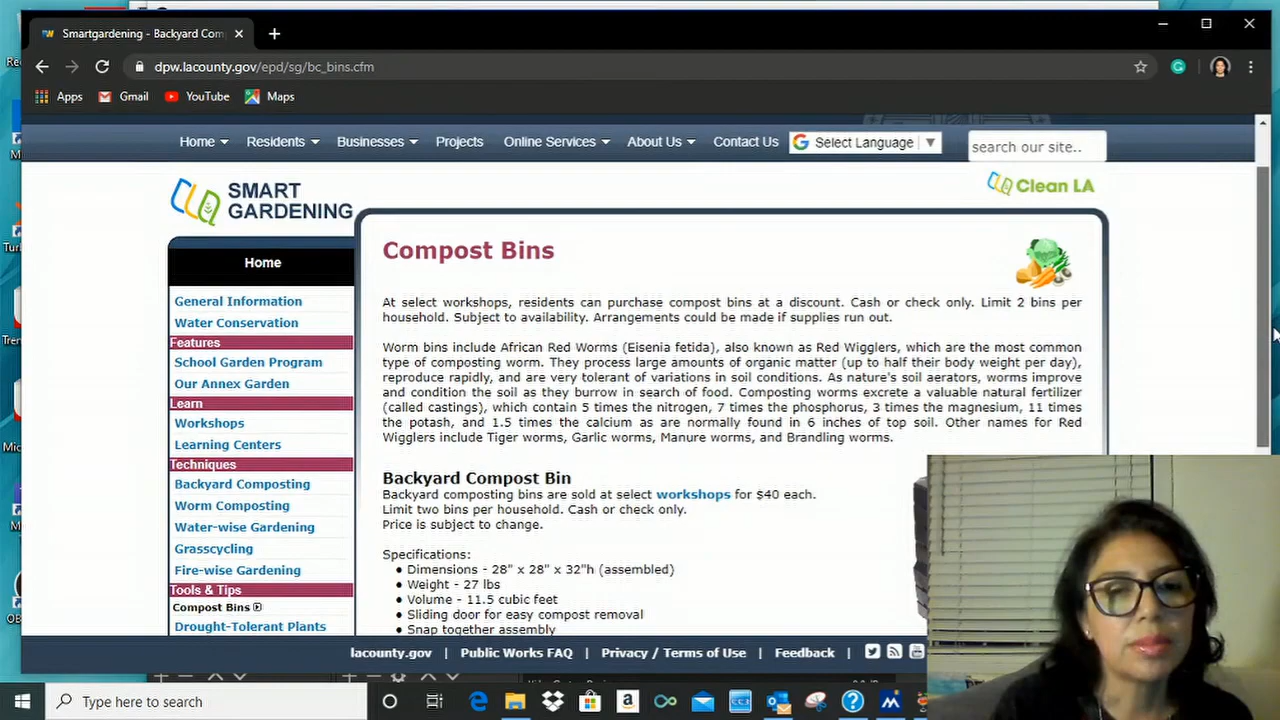 Smartgardening - Backyard Com
dpw.lacounty.gov/epd/sg/bc_bins.cfm
Apps Gmail YouTube Maps
Home Residents Businesses Projects Online Services About Us Contact Us Select Language search our site..
SMART
GARDENING
Clean LA
Home
General Information
Water Conservation
Features
School Garden Program
Our Annex Garden
Learn
Workshops
Learning Centers
Techniques
Backyard Composting
Worm Composting
Water-wise Gardening
Grasscycling
Fire-wise Gardening
Tools & Tips
Compost Bins
Drought-Tolerant Plants
Compost Bins
At select workshops, residents can purchase compost bins at a discount. Cash or check only. Limit 2 bins per
household. Subject to availability. Arrangements could be made if supplies run out.
Worm bins include African Red Worms (Eisenia fetida), also known as Red Wigglers, which are the most common
type of composting worm. They process large amounts of organic matter (up to half their body weight per day),
reproduce rapidly, and are very tolerant of variations in soil conditions. As nature's soil aerators, worms improve
and condition the soil as they burrow in search of food. Composting worms excrete a valuable natural fertilizer
(called castings), which contain 5 times the nitrogen, 7 times the phosphorus, 3 times the magnesium, 11 times
the potash, and 1.5 times the calcium as are normally found in 6 inches of top soil. Other names for Red
Wigglers include Tiger worms, Garlic worms, Manure worms, and Brandling worms.
Backyard Compost Bin
Backyard composting bins are sold at select workshops for $40 each.
Limit two bins per household. Cash or check only.
Price is subject to change.
Specifications:
Dimensions - 28" x 28" x 32"h (assembled)
Weight - 27 lbs
Volume - 11.5 cubic feet
Sliding door for easy compost removal
Snap together assembly
lacounty.gov | Public Works FAQ | Privacy / Terms of Use | Feedback |
Type here to search